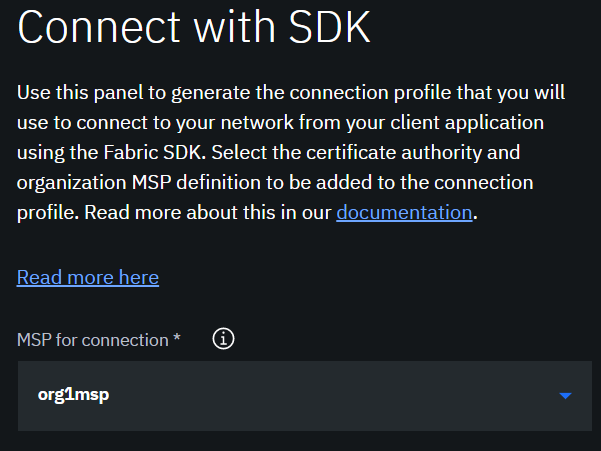 Connect with SDK
Use this panel to generate the connection profile that you will
use to connect to your network from your client application
using the Fabric SDK. Select the certificate authority and
organization MSP definition to be added to the connection
profile. Read more about this in our documentation.
Read more here
MSP for connection *
org1msp